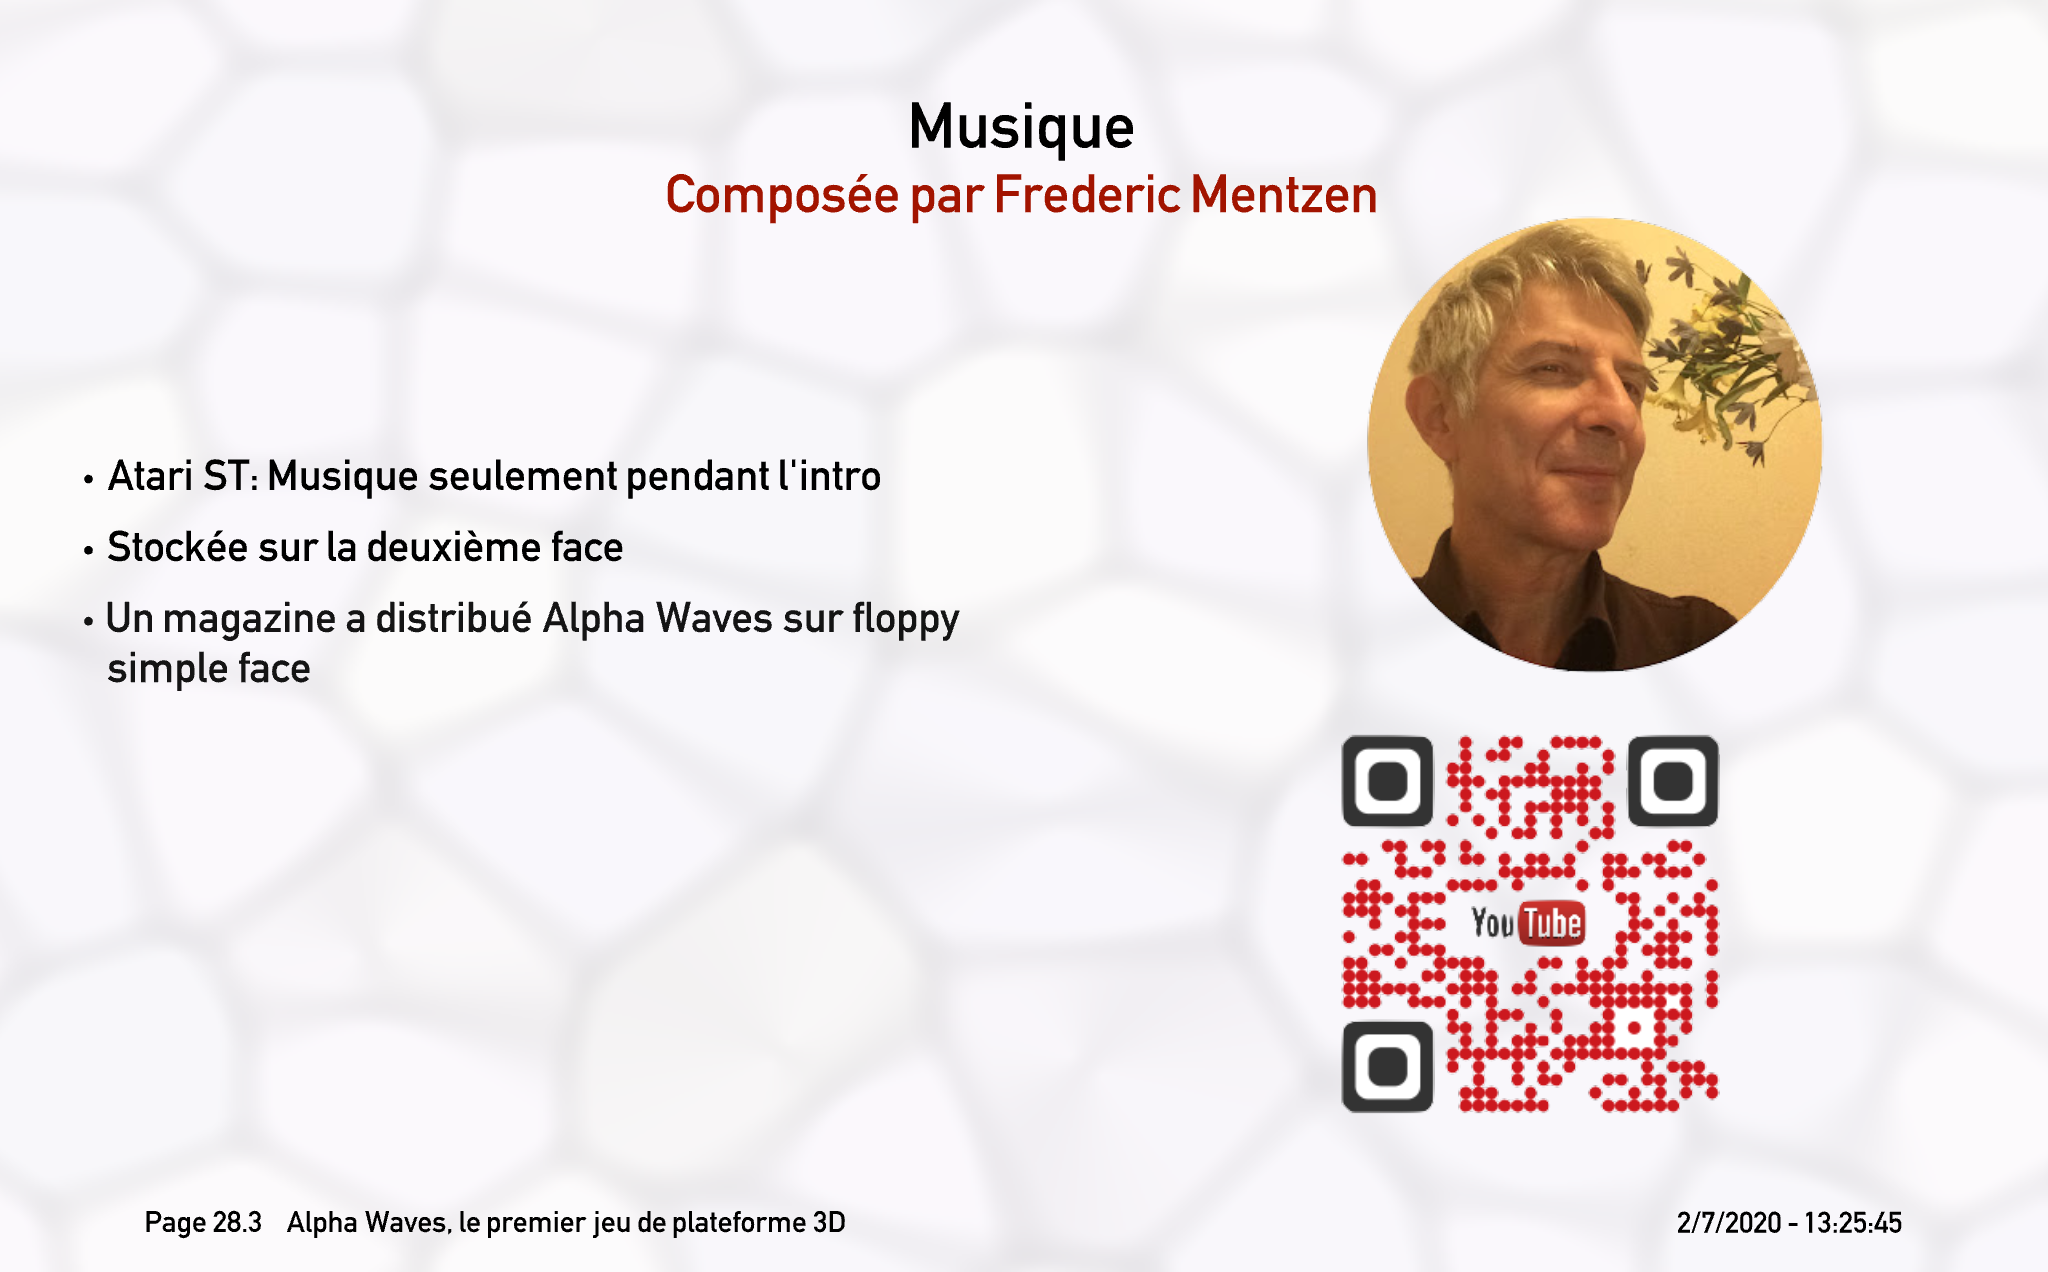 Musique
Composée par Frederic Mentzen
• Atari ST: Musique seulement pendant l'intro
• Stockée sur la deuxième face
• Un magazine a distribué Alpha Waves sur floppy
simple face
YouTube
Page 28.3 Alpha Waves, le premier jeu de plateforme 3D
2/7/2020 - 13:25:45